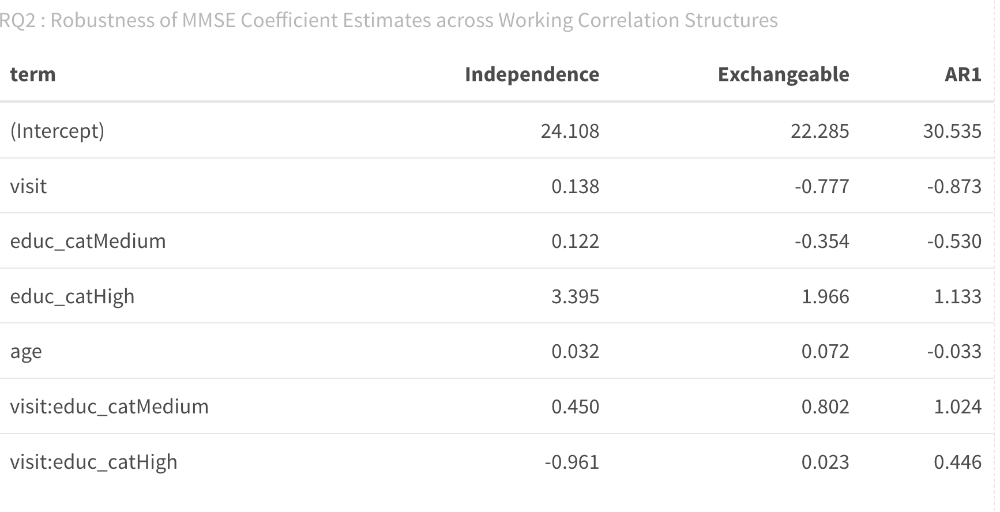 RQ2 : Robustness of MMSE Coefficient Estimates across Working Correlation Structures
term Independence Exchangeable AR1
(Intercept) 24.108 22.285 30.535
visit 0.138 -0.777 -0.873
educ_catMedium 0.122 -0.354 -0.530
educ_catHigh 3.395 1.966 1.133
age 0.032 0.072 -0.033
visit:educ_catMedium 0.450 0.802 1.024
visit:educ_catHigh -0.961 0.023 0.446